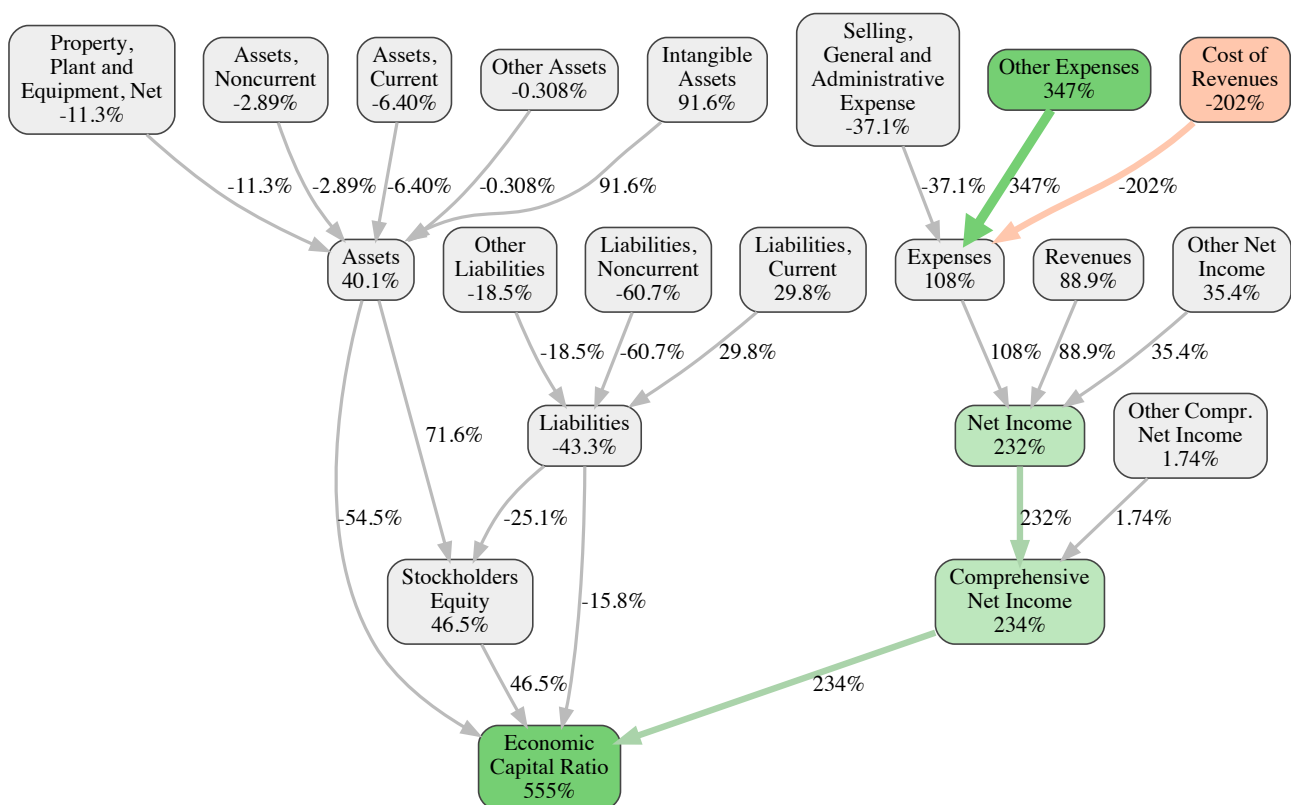 Property,
Plant and
Equipment, Net
-11.3%
Assets,
Noncurrent
-2.89%
Assets,
Current
-6.40%
Other Assets
-0.308%
Intangible
Assets
91.6%
Selling,
General and
Administrative
Expense
-37.1%
Other Expenses
347%
Cost of
Revenues
-202%
-11.3%
-2.89%
-6.40%
-0.308%
91.6%
-37.1%
347%
-202%
Assets
40.1%
Other
Liabilities
-18.5%
Liabilities,
Noncurrent
-60.7%
Liabilities,
Current
29.8%
Expenses
108%
Revenues
88.9%
Other Net
Income
35.4%
-18.5%
-60.7%
29.8%
108%
88.9%
35.4%
71.6%
Liabilities
-43.3%
Net Income
232%
Other Compr.
Net Income
1.74%
-54.5%
-25.1%
232%
1.74%
Stockholders
Equity
46.5%
-15.8%
Comprehensive
Net Income
234%
46.5%
234%
Economic
Capital Ratio
555%